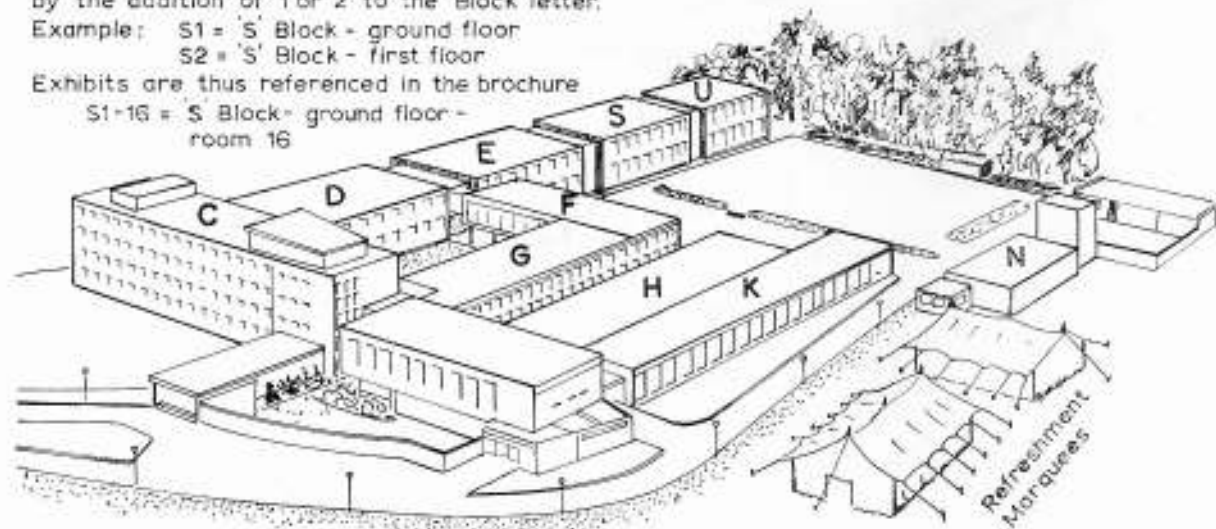 by the addition of 1 or 2 to the Block letter.
Example: S1 = 'S' Block - ground floor
S2 = 'S' Block - first floor
Exhibits are thus referenced in the brochure
S1-16 = 'S' Block - ground floor -
room 16
U
S
E
D
C
F
G
H
K
N
Refreshment
Marquees